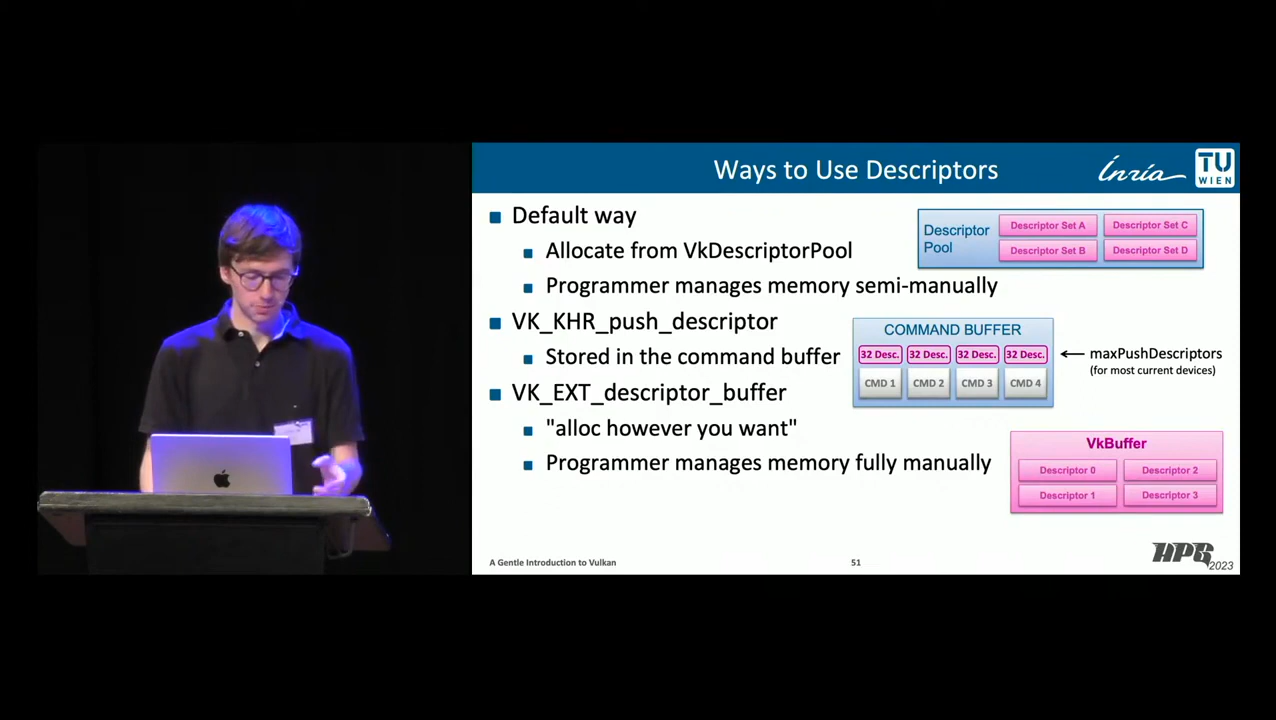 Ways to Use Descriptors
Inria
TU
WIEN
Default way
Allocate from VkDescriptorPool
Programmer manages memory semi-manually
Descriptor
Pool
Descriptor Set A
Descriptor Set C
Descriptor Set B
Descriptor Set D
VK_KHR_push_descriptor
Stored in the command buffer
COMMAND BUFFER
32 Desc. 32 Desc. 32 Desc. 32 Desc.
CMD 1 CMD 2 CMD 3 CMD 4
maxPushDescriptors
(for most current devices)
VK_EXT_descriptor_buffer
"alloc however you want"
Programmer manages memory fully manually
VkBuffer
Descriptor 0
Descriptor 2
Descriptor 1
Descriptor 3
A Gentle Introduction to Vulkan
51
HPG
2023